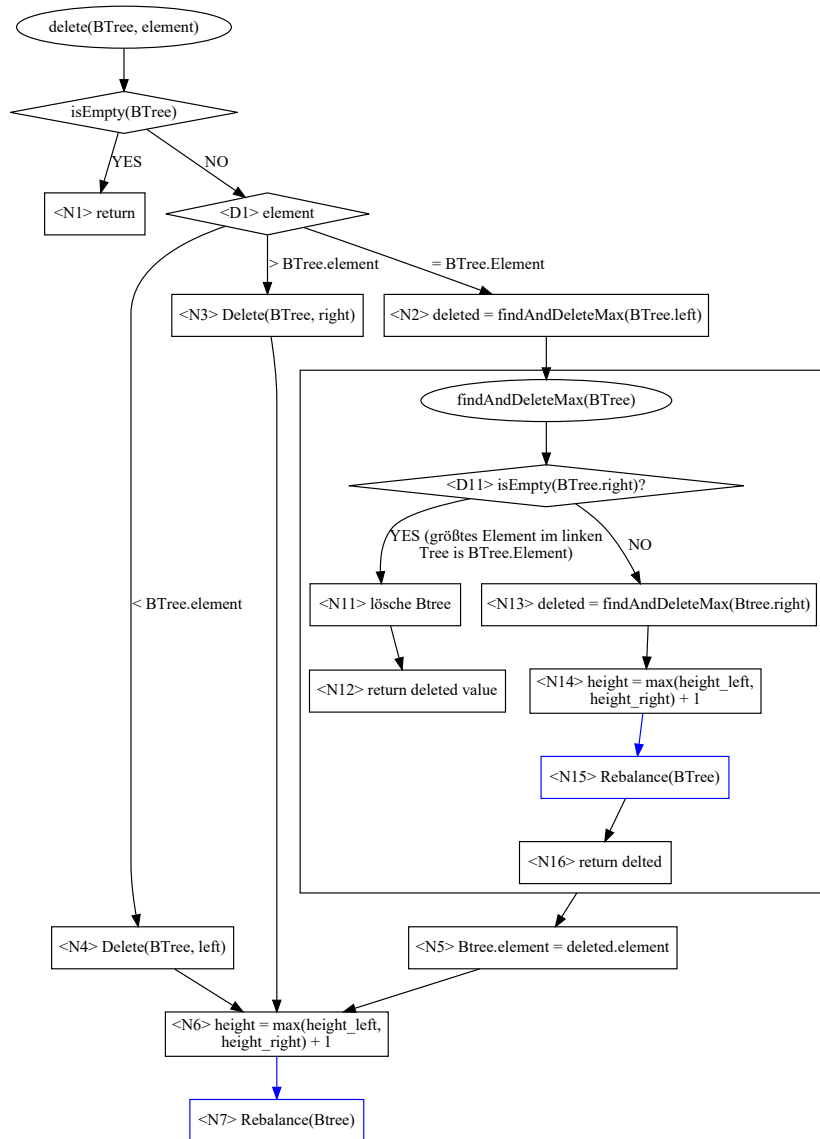 delete(BTree, element)
isEmpty(BTree)
YES
NO
<N1> return
<D1> element
> BTree.element
= BTree.Element
<N3> Delete(BTree, right)
<N2> deleted = findAndDeleteMax(BTree.left)
findAndDeleteMax(BTree)
<D11> isEmpty(BTree.right)?
YES (größtes Element im linken
Tree is BTree.Element)
NO
< BTree.element
<N11> lösche Btree
<N13> deleted = findAndDeleteMax(Btree.right)
<N12> return deleted value
<N14> height = max(height_left,
height_right) + 1
<N15> Rebalance(BTree)
<N16> return delted
<N4> Delete(BTree, left)
<N5> Btree.element = deleted.element
<N6> height = max(height_left,
height_right) + 1
<N7> Rebalance(Btree)